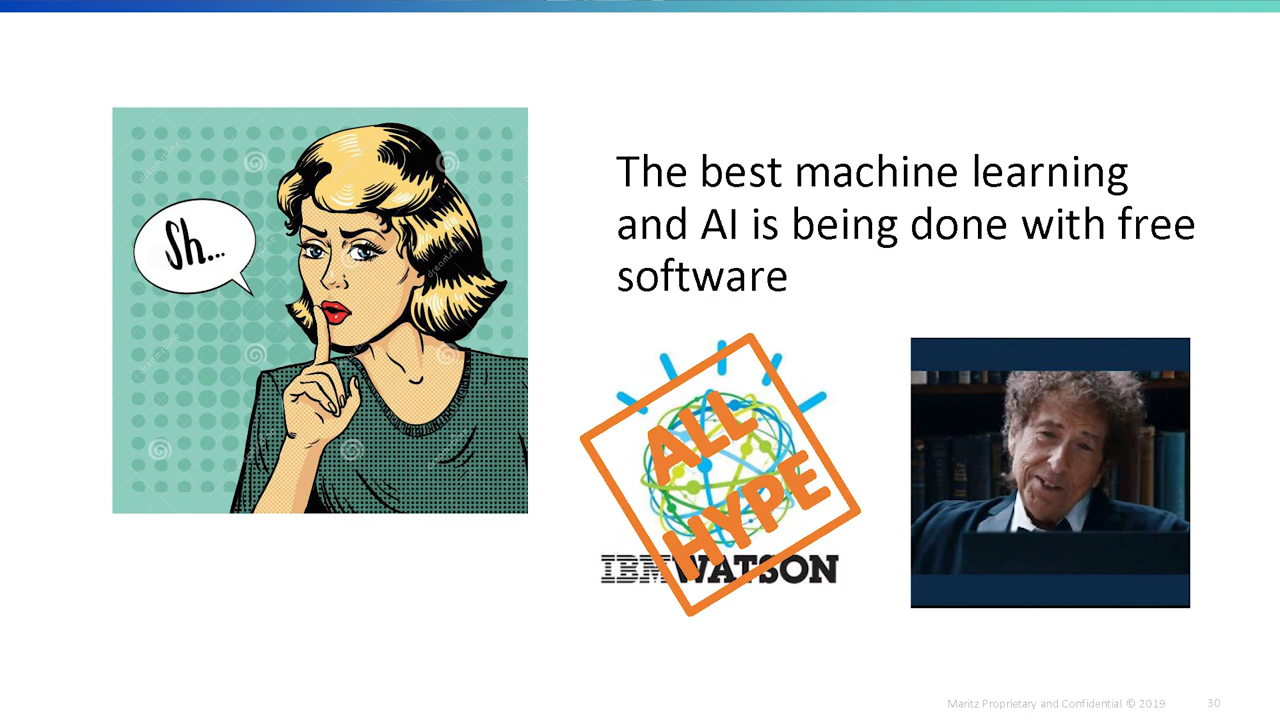 Sh...
The best machine learning
and AI is being done with free
software
ALL
HYPE
IBM WATSON
Maritz Proprietary and Confidential © 2019
30